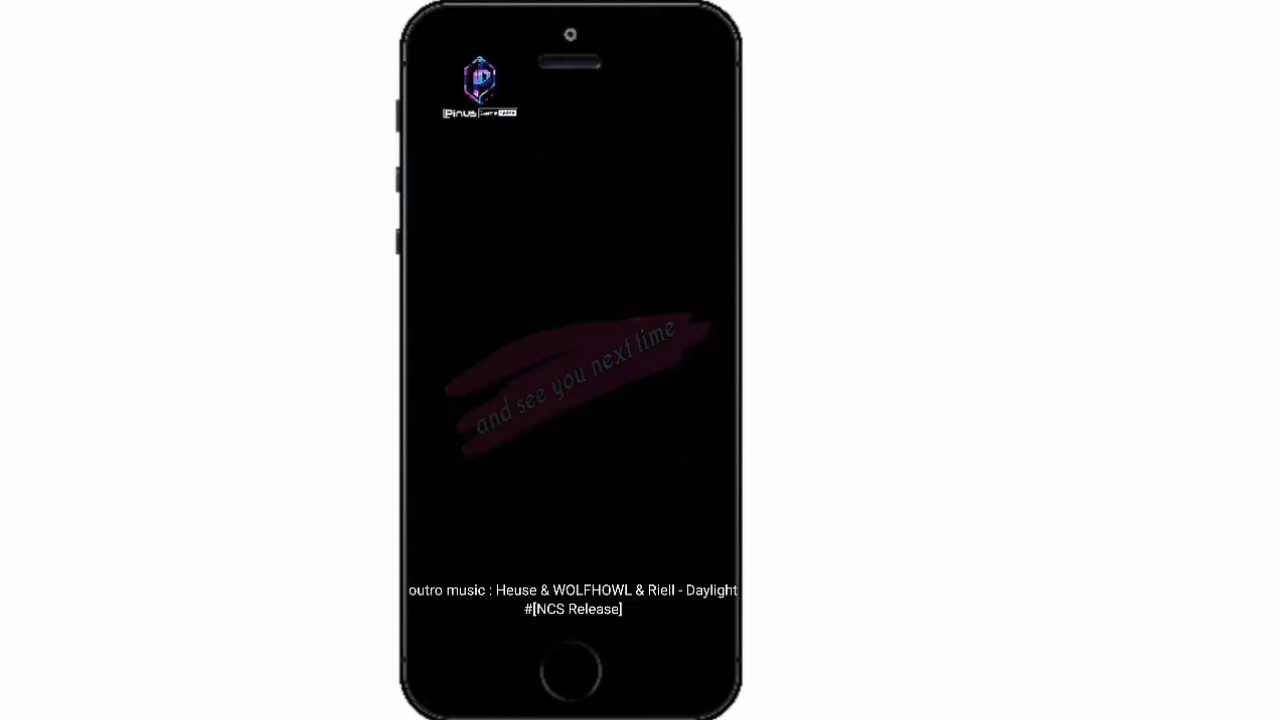 Pinus
and see you next time
outro music : Heuse & WOLFHOWL & Riell - Daylight
#[NCS Release]